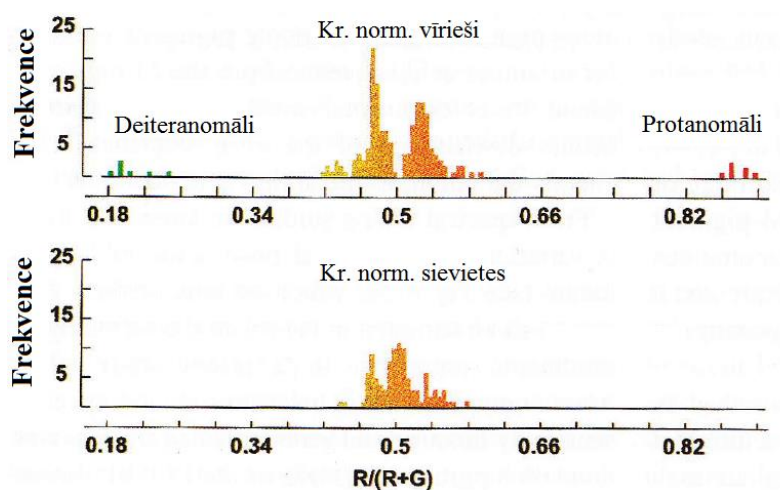 Kr. norm. vīrieši
Frekvence
25
15
5
Deiteranomāli
Protanomāli
0.18
0.34
0.5
0.66
0.82
Kr. norm. sievietes
Frekvence
25
15
5
0.18
0.34
0.5
0.66
0.82
R/(R+G)